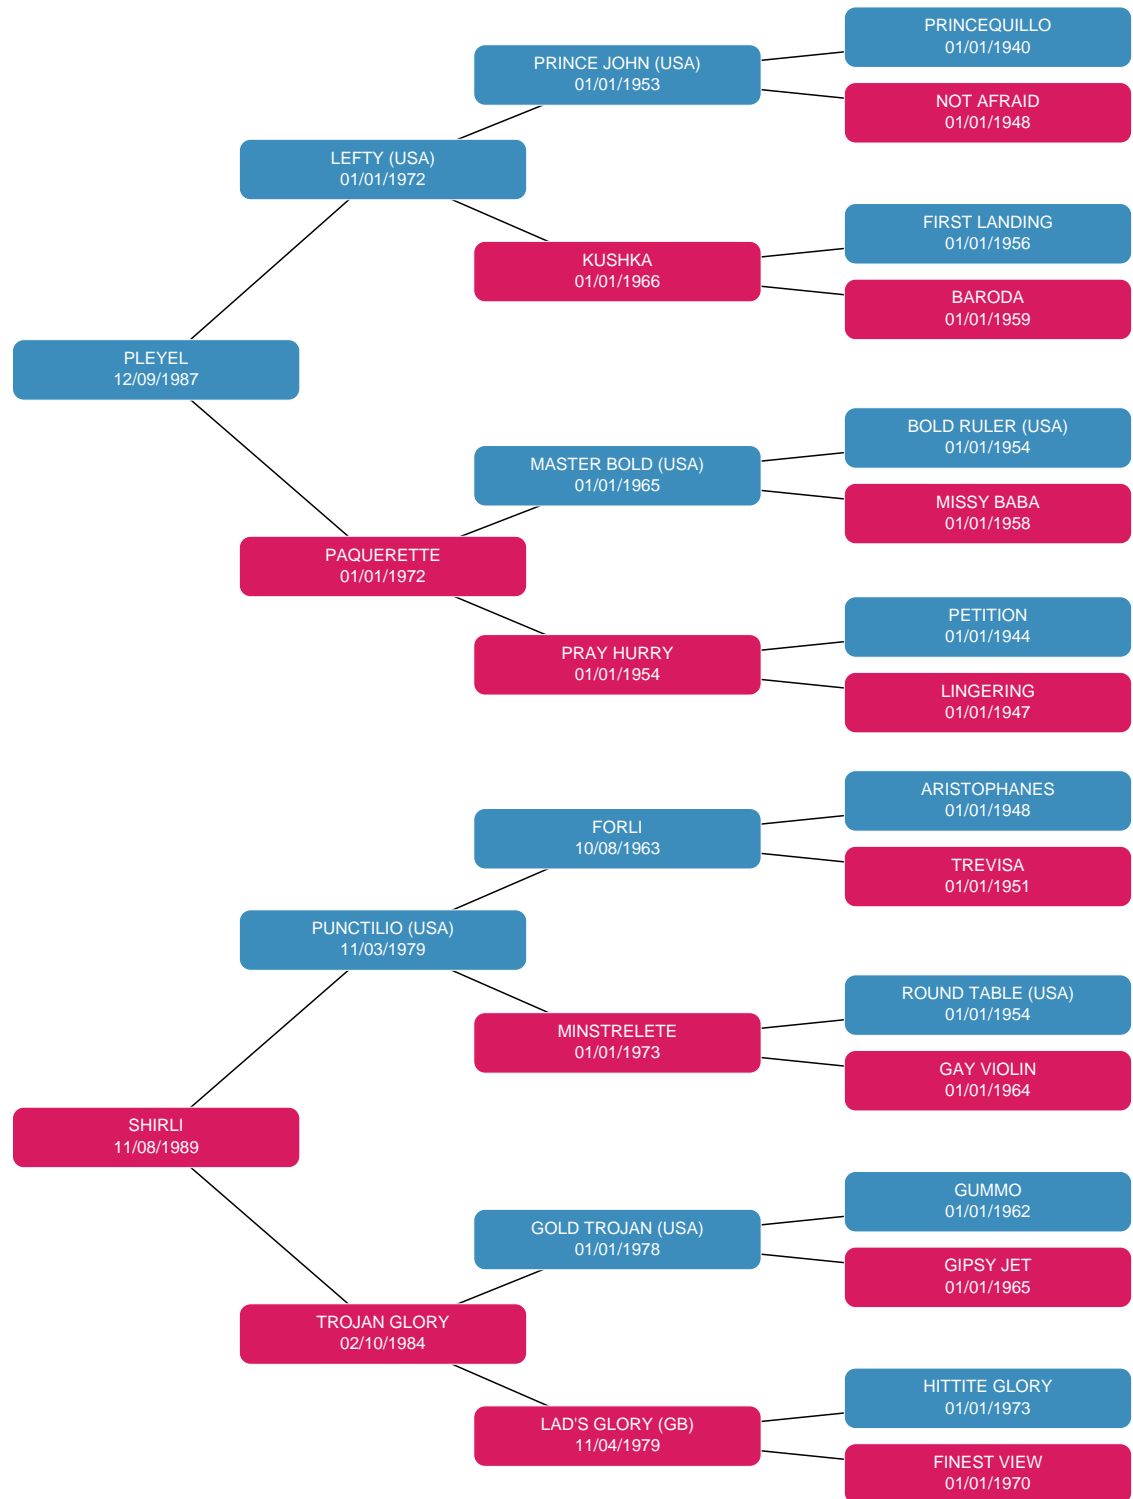 PRINCEQUILLO
01/01/1940
PRINCE JOHN (USA)
01/01/1953
NOT AFRAID
01/01/1948
LEFTY (USA)
01/01/1972
FIRST LANDING
01/01/1956
KUSHKA
01/01/1966
BARODA
01/01/1959
PLEYEL
12/09/1987
BOLD RULER (USA)
01/01/1954
MASTER BOLD (USA)
01/01/1965
MISSY BABA
01/01/1958
PAQUERETTE
01/01/1972
PETITION
01/01/1944
PRAY HURRY
01/01/1954
LINGERING
01/01/1947
ARISTOPHANES
01/01/1948
FORLI
10/08/1963
TREVISA
01/01/1951
PUNCTILIO (USA)
11/03/1979
ROUND TABLE (USA)
01/01/1954
MINSTRELETE
01/01/1973
GAY VIOLIN
01/01/1964
SHIRLI
11/08/1989
GUMMO
01/01/1962
GOLD TROJAN (USA)
01/01/1978
GIPSY JET
01/01/1965
TROJAN GLORY
02/10/1984
HITTITE GLORY
01/01/1973
LAD'S GLORY (GB)
11/04/1979
FINEST VIEW
01/01/1970